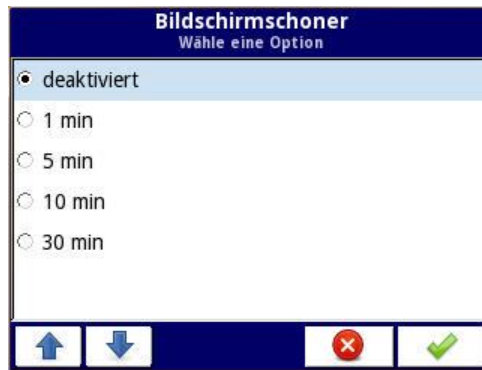 Bildschirmschoner
Wähle eine Option
deaktiviert
1 min
5 min
10 min
30 min